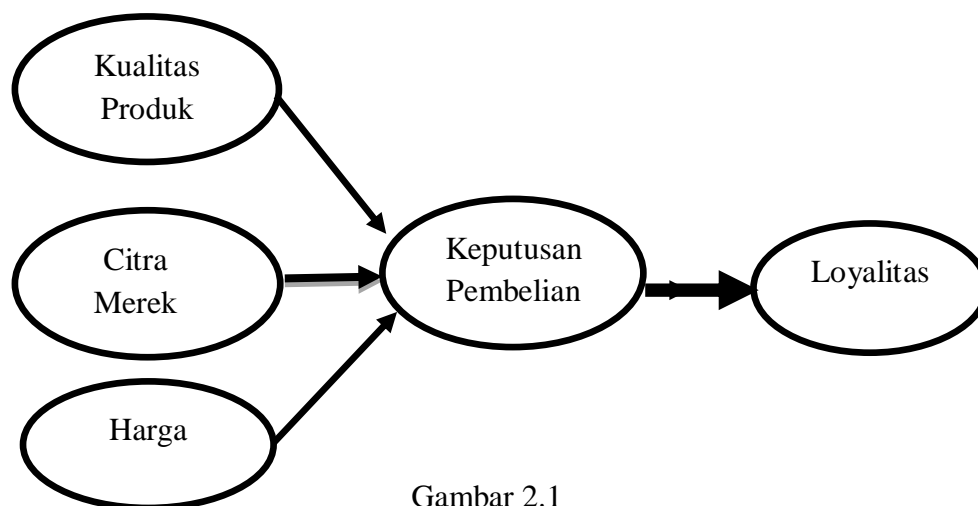 Kualitas
Produk
Citra
Merek
Harga
Keputusan
Pembelian
Loyalitas
Gambar 2.1